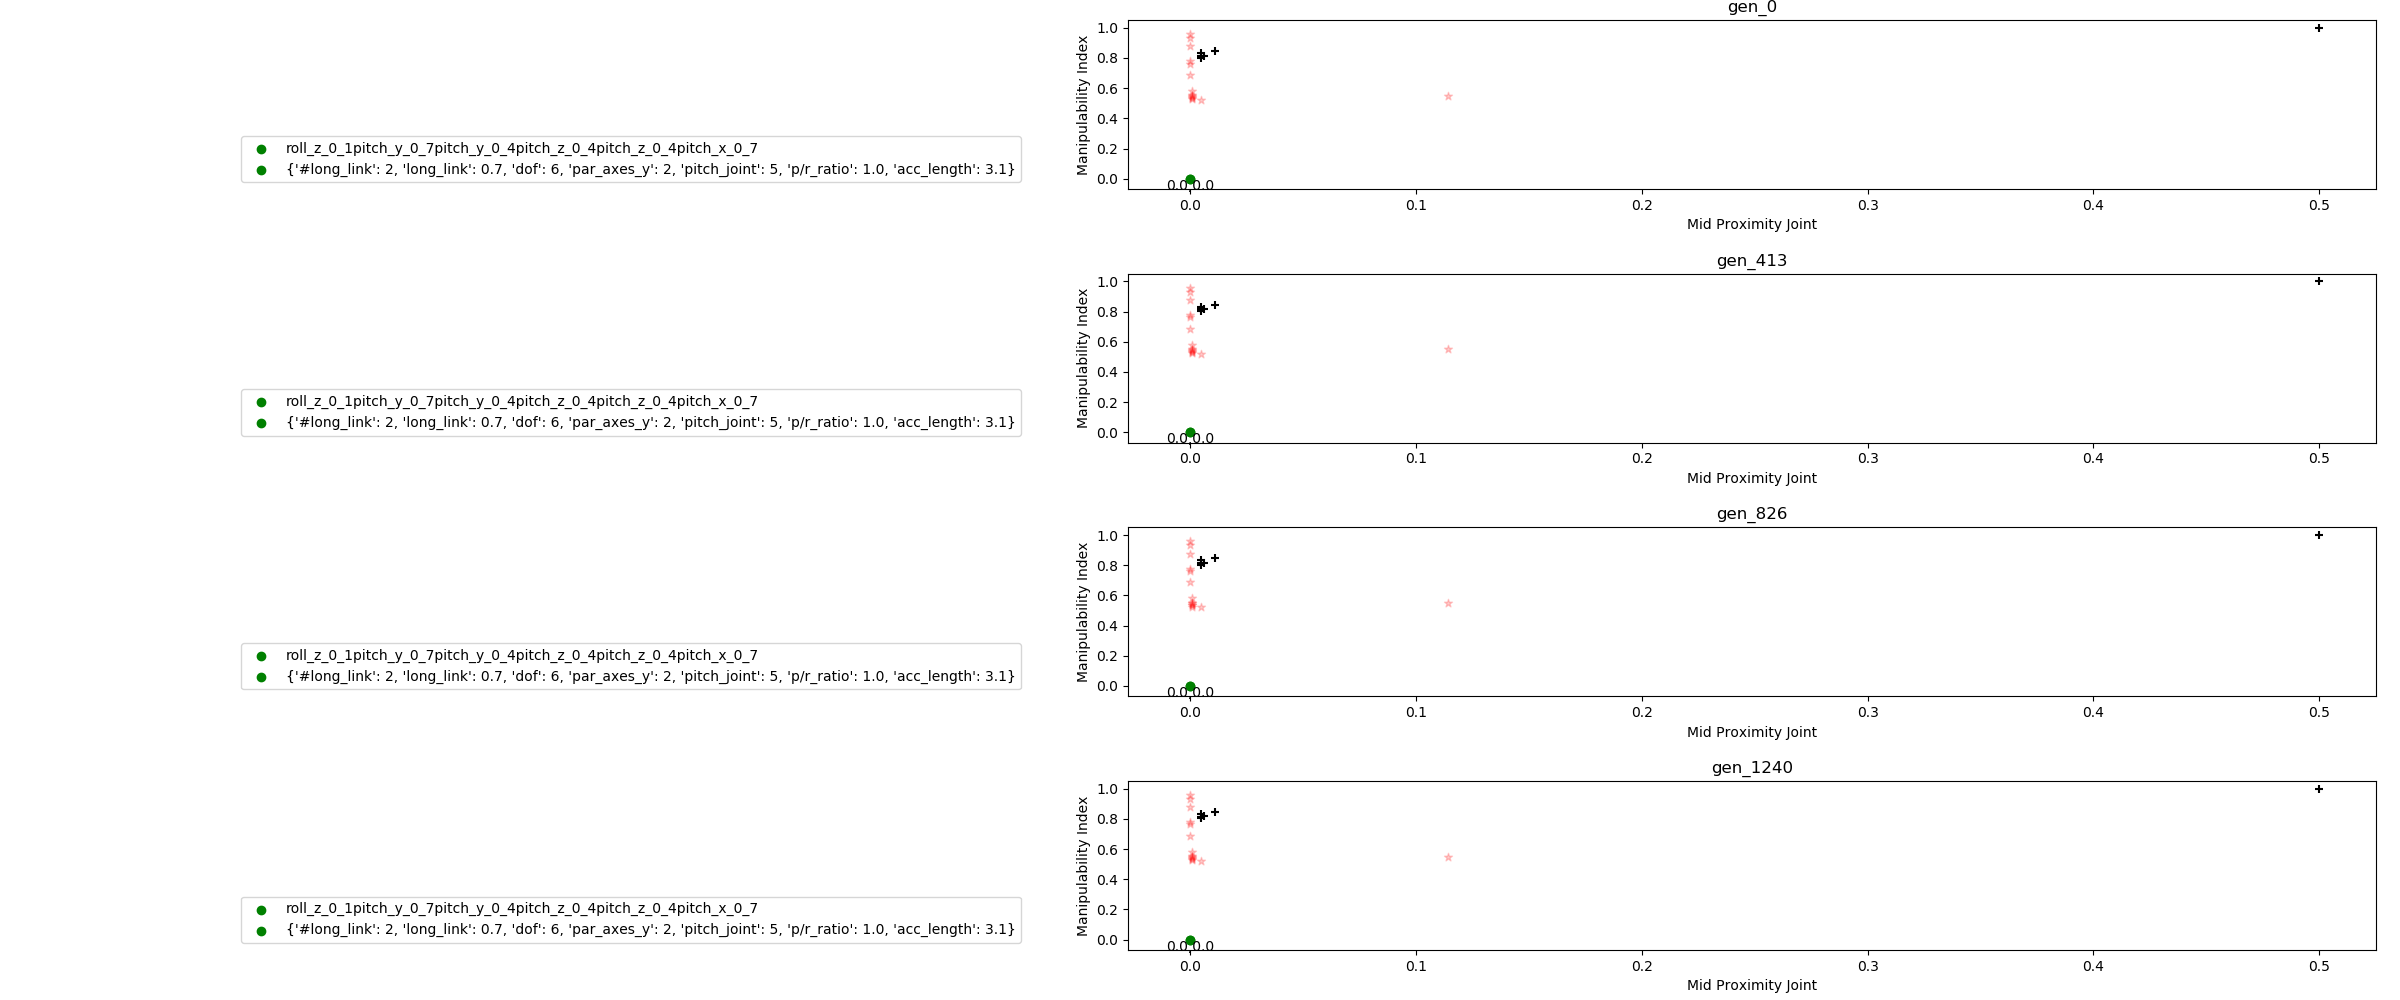 gen_0
Manipulability Index
1.0
0.8
0.6
0.4
0.2
0.0
roll_z_0_1pitch_y_0_7pitch_y_0_4pitch_z_0_4pitch_z_0_4pitch_x_0_7
{'#long_link': 2, 'long_link': 0.7, 'dof': 6, 'par_axes_y': 2, 'pitch_joint': 5, 'p/r_ratio': 1.0, 'acc_length': 3.1}
0.0,0.0
0.0 0.1 0.2 0.3 0.4 0.5
Mid Proximity Joint
gen_413
Manipulability Index
1.0
0.8
0.6
0.4
0.2
0.0
roll_z_0_1pitch_y_0_7pitch_y_0_4pitch_z_0_4pitch_z_0_4pitch_x_0_7
{'#long_link': 2, 'long_link': 0.7, 'dof': 6, 'par_axes_y': 2, 'pitch_joint': 5, 'p/r_ratio': 1.0, 'acc_length': 3.1}
0.0,0.0
0.0 0.1 0.2 0.3 0.4 0.5
Mid Proximity Joint
gen_826
Manipulability Index
1.0
0.8
0.6
0.4
0.2
0.0
roll_z_0_1pitch_y_0_7pitch_y_0_4pitch_z_0_4pitch_z_0_4pitch_x_0_7
{'#long_link': 2, 'long_link': 0.7, 'dof': 6, 'par_axes_y': 2, 'pitch_joint': 5, 'p/r_ratio': 1.0, 'acc_length': 3.1}
0.0,0.0
0.0 0.1 0.2 0.3 0.4 0.5
Mid Proximity Joint
gen_1240
Manipulability Index
1.0
0.8
0.6
0.4
0.2
0.0
roll_z_0_1pitch_y_0_7pitch_y_0_4pitch_z_0_4pitch_z_0_4pitch_x_0_7
{'#long_link': 2, 'long_link': 0.7, 'dof': 6, 'par_axes_y': 2, 'pitch_joint': 5, 'p/r_ratio': 1.0, 'acc_length': 3.1}
0.0,0.0
0.0 0.1 0.2 0.3 0.4 0.5
Mid Proximity Joint